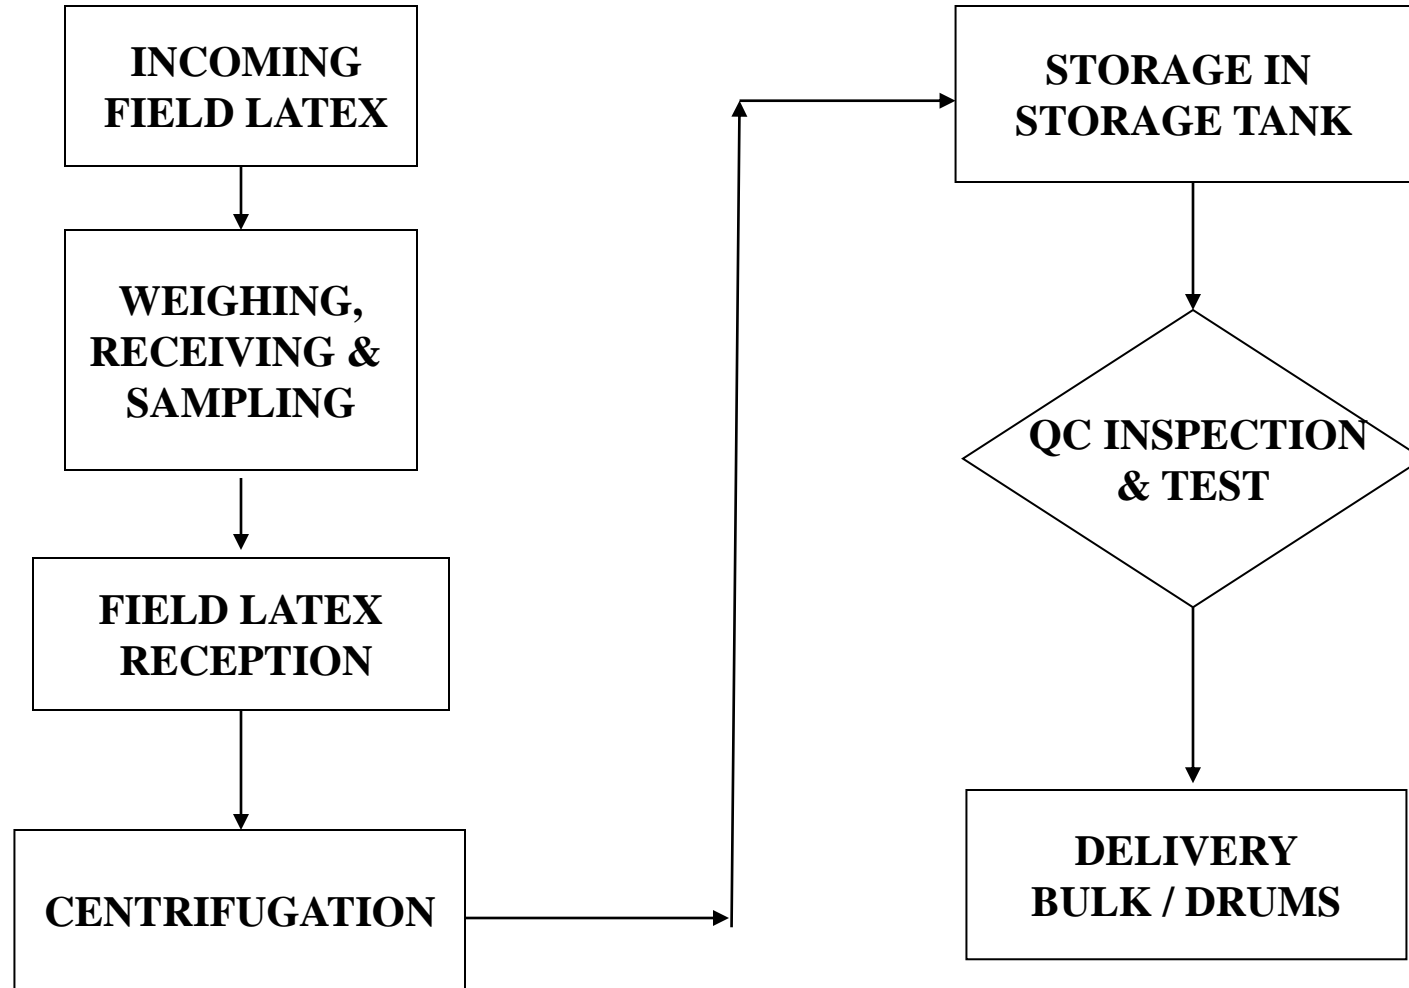 INCOMING
FIELD LATEX
WEIGHING,
RECEIVING &
SAMPLING
FIELD LATEX
RECEPTION
CENTRIFUGATION
STORAGE IN
STORAGE TANK
QC INSPECTION
& TEST
DELIVERY
BULK / DRUMS